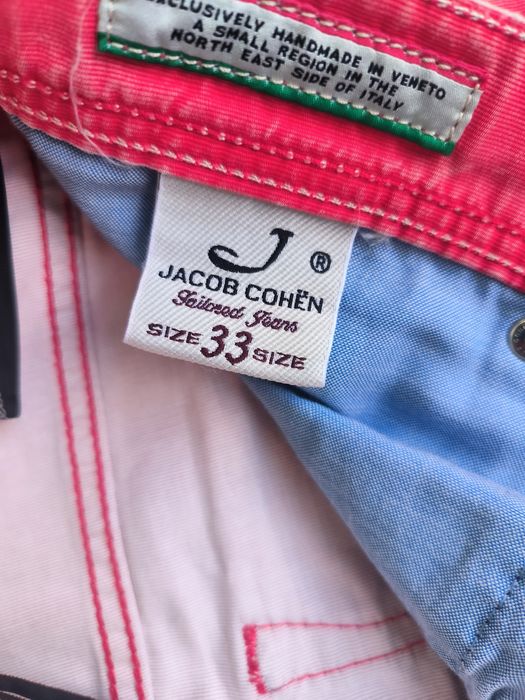 EXCLUSIVELY HANDMADE IN VENETO
A SMALL REGION IN THE
NORTH EAST SIDE OF ITALY
J ®
JACOB COHËN
Tailored Jeans
SIZE 33 SIZE